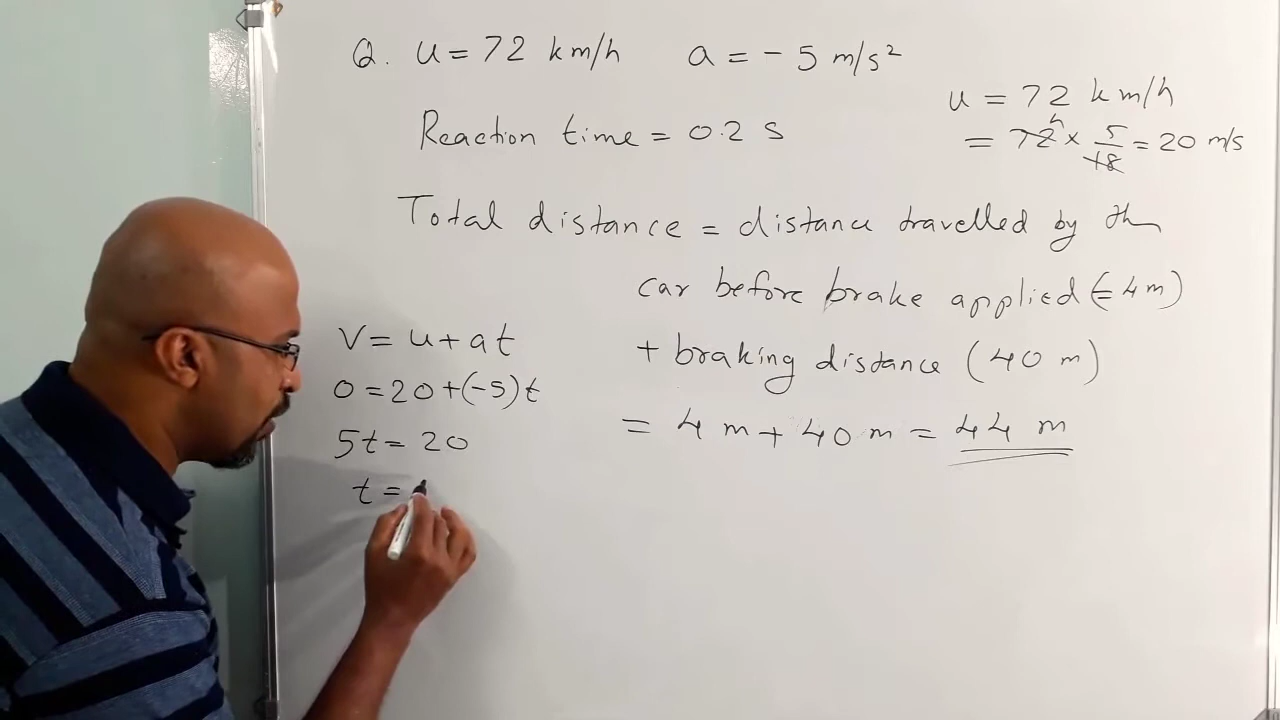 Q. u = 72 km/h a = - 5 m/s²
Reaction time = 0.2 s
u = 72 km/h
= 72 × 5/18 = 20 m/s
Total distance = distance travelled by
car before brake applied (= 4 m)
+ braking distance (40 m)
= 4 m + 40 m = 44 m
V = u + at
0 = 20 + (-5)t
5t = 20
t =